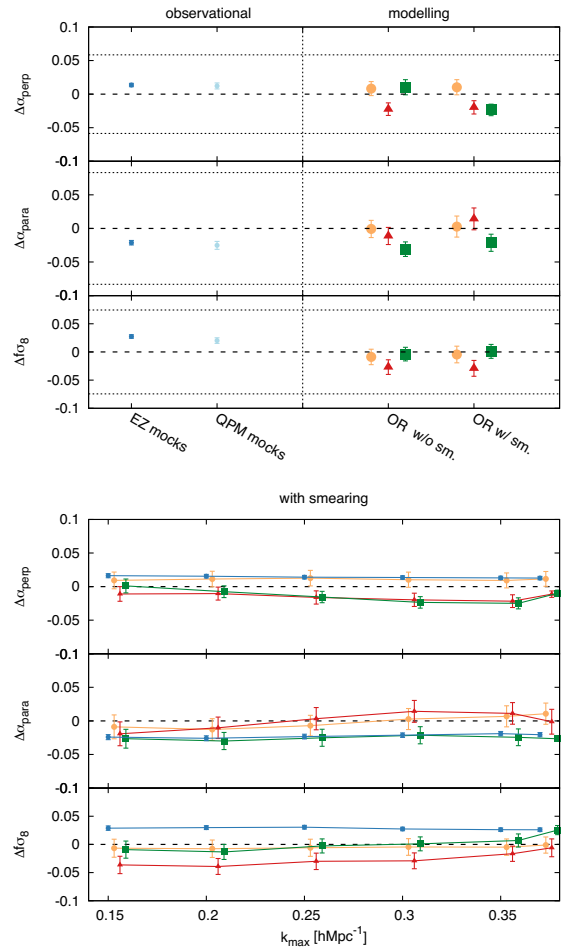 observational modelling
0.1
0.05
0
-0.05
-0.1
Δα_perp
0.05
0
-0.05
-0.1
Δα_para
0.05
0
-0.05
-0.1
Δfσ_8
EZ mocks QPM mocks OR w/o sm. OR w/ sm.
with smearing
0.1
0.05
0
-0.05
-0.1
Δα_perp
0.05
0
-0.05
-0.1
Δα_para
0.05
0
-0.05
-0.1
Δfσ_8
0.15 0.2 0.25 0.3 0.35
k_max [hMpc⁻¹]